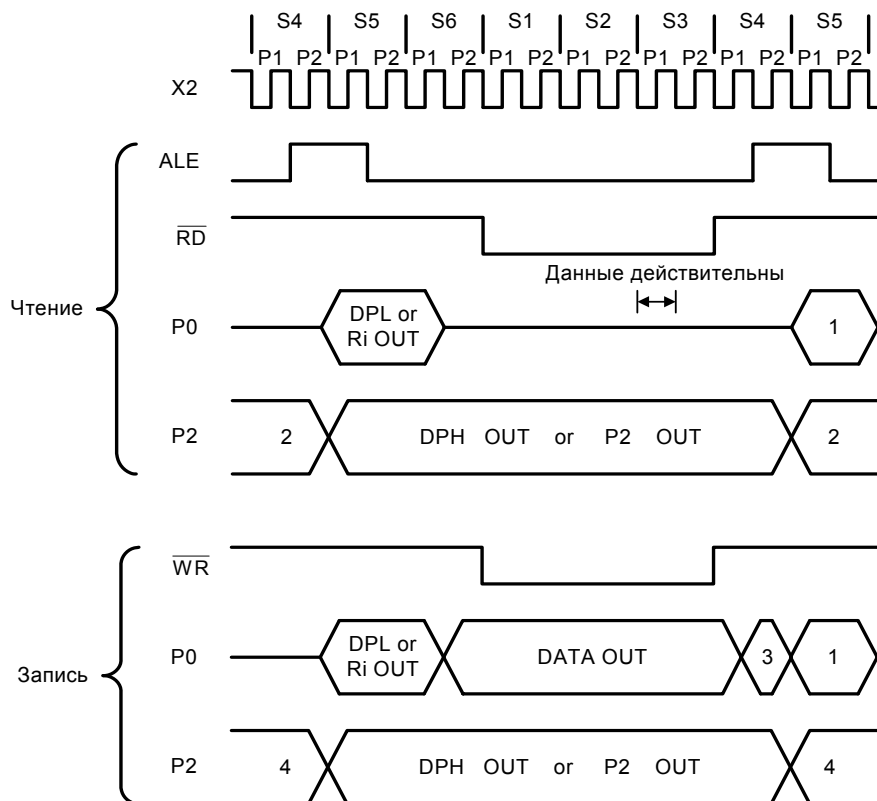 S4 S5 S6 S1 S2 S3 S4 S5
P1 P2 P1 P2 P1 P2 P1 P2 P1 P2 P1 P2 P1 P2 P1 P2
X2
ALE
RD
Данные действительны
Чтение
P0 DPL or Ri OUT 1
P2 2 DPH OUT or P2 OUT 2
WR
P0 DPL or Ri OUT DATA OUT 3 1
Запись
P2 4 DPH OUT or P2 OUT 4